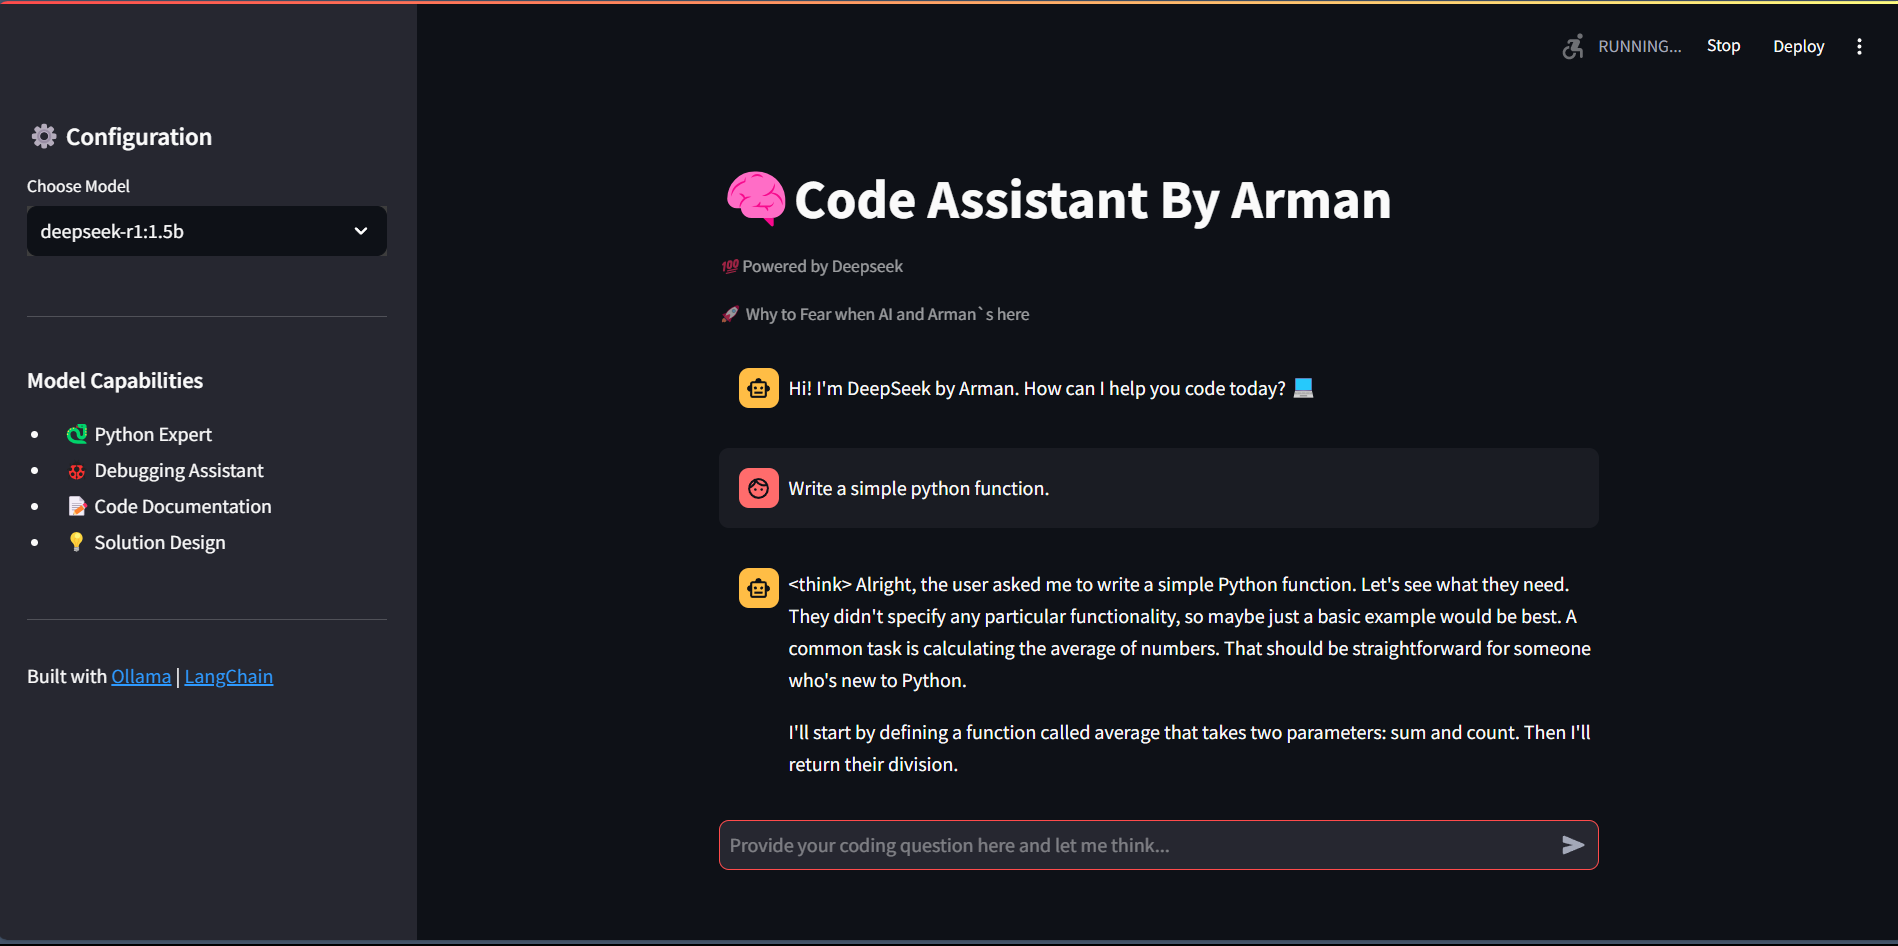 RUNNING...
Stop
Deploy
Configuration
Choose Model
deepseek-r1:1.5b
Model Capabilities
Python Expert
Debugging Assistant
Code Documentation
Solution Design
Built with Ollama | LangChain
Code Assistant By Arman
💯 Powered by Deepseek
🚀 Why to Fear when AI and Arman`s here
Hi! I'm DeepSeek by Arman. How can I help you code today? 💻
Write a simple python function.
<think> Alright, the user asked me to write a simple Python function. Let's see what they need.
They didn't specify any particular functionality, so maybe just a basic example would be best. A
common task is calculating the average of numbers. That should be straightforward for someone
who's new to Python.
I'll start by defining a function called average that takes two parameters: sum and count. Then I'll
return their division.
Provide your coding question here and let me think...